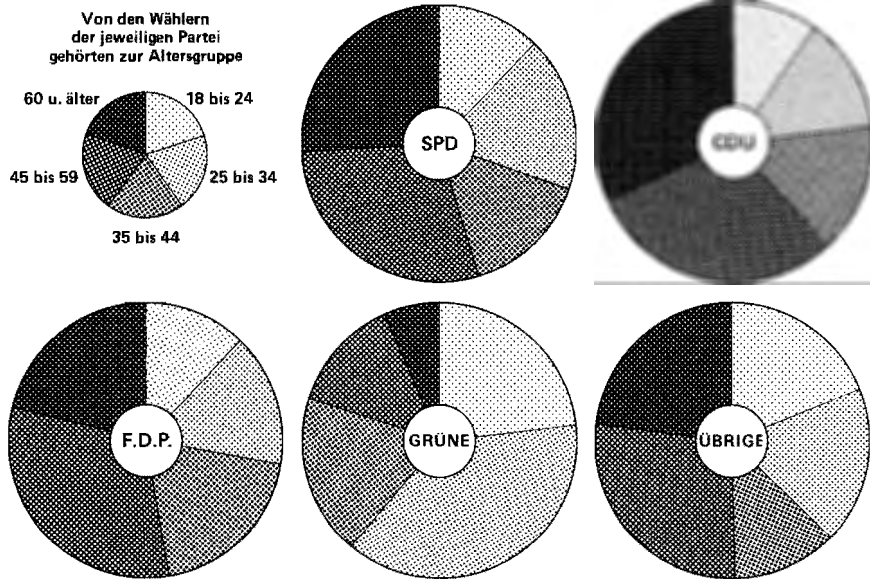 Von den Wählern
der jeweiligen Partei
gehörten zur Altersgruppe
60 u. älter
18 bis 24
45 bis 59
25 bis 34
35 bis 44
SPD
CDU
F.D.P.
GRÜNE
ÜBRIGE